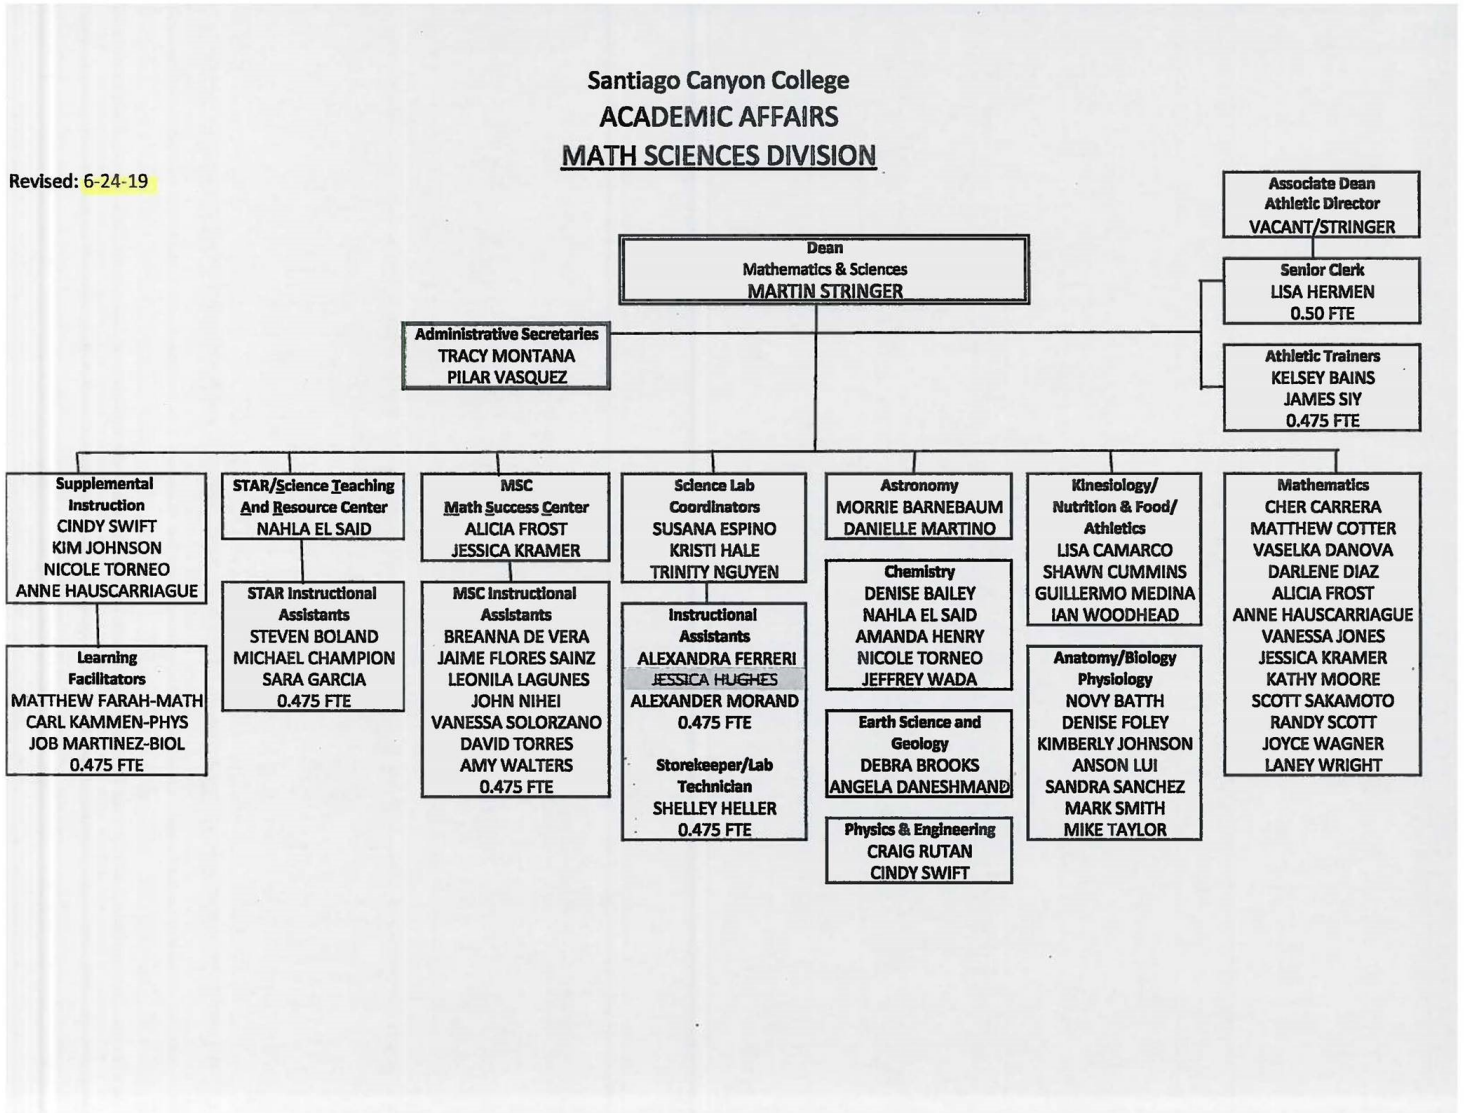 Santiago Canyon College
ACADEMIC AFFAIRS
MATH SCIENCES DIVISION
Revised: 6-24-19
Associate Dean
Athletic Director
VACANT/STRINGER
Dean
Mathematics & Sciences
MARTIN STRINGER
Senior Clerk
LISA HERMEN
0.50 FTE
Administrative Secretaries
TRACY MONTANA
PILAR VASQUEZ
Athletic Trainers
KELSEY BAINS
JAMES SIY
0.475 FTE
Supplemental
Instruction
CINDY SWIFT
KIM JOHNSON
NICOLE TORNEO
ANNE HAUSCARRIAGUE
Learning
Facilitators
MATTHEW FARAH-MATH
CARL KAMMEN-PHYS
JOB MARTINEZ-BIOL
0.475 FTE
STAR/Science Teaching
And Resource Center
NAHLA EL SAID
STAR Instructional
Assistants
STEVEN BOLAND
MICHAEL CHAMPION
SARA GARCIA
0.475 FTE
MSC
Math Success Center
ALICIA FROST
JESSICA KRAMER
MSC Instructional
Assistants
BREANNA DE VERA
JAIME FLORES SAINZ
LEONILA LAGUNES
JOHN NIHEI
VANESSA SOLORZANO
DAVID TORRES
AMY WALTERS
0.475 FTE
Science Lab
Coordinators
SUSANA ESPINO
KRISTI HALE
TRINITY NGUYEN
Instructional
Assistants
ALEXANDRA FERRERI
JESSICA HUGHES
ALEXANDER MORAND
0.475 FTE
Storekeeper/Lab
Technician
SHELLEY HELLER
0.475 FTE
Astronomy
MORRIE BARNEBAUM
DANIELLE MARTINO
Chemistry
DENISE BAILEY
NAHLA EL SAID
AMANDA HENRY
NICOLE TORNEO
JEFFREY WADA
Earth Science and
Geology
DEBRA BROOKS
ANGELA DANESHMAND
Physics & Engineering
CRAIG RUTAN
CINDY SWIFT
Kinesiology/
Nutrition & Food/
Athletics
LISA CAMARCO
SHAWN CUMMINS
GUILLERMO MEDINA
IAN WOODHEAD
Anatomy/Biology
Physiology
NOVY BATTH
DENISE FOLEY
KIMBERLY JOHNSON
ANSON LUI
SANDRA SANCHEZ
MARK SMITH
MIKE TAYLOR
Mathematics
CHER CARRERA
MATTHEW COTTER
VASELKA DANOVA
DARLENE DIAZ
ALICIA FROST
ANNE HAUSCARRIAGUE
VANESSA JONES
JESSICA KRAMER
KATHY MOORE
SCOTT SAKAMOTO
RANDY SCOTT
JOYCE WAGNER
LANEY WRIGHT